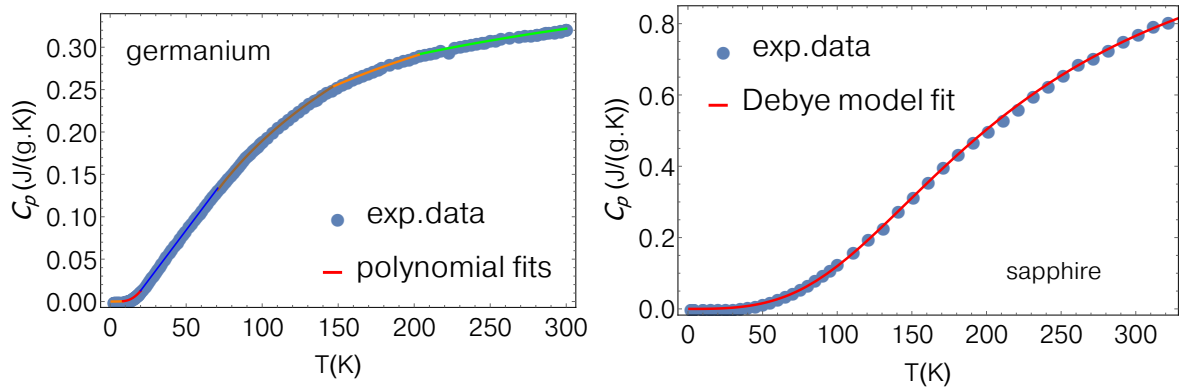 germanium
exp.data
polynomial fits
0.30
0.25
0.20
0.15
0.10
0.05
0.00
Cp (J/(g.K))
0 50 100 150 200 250 300
T(K)
exp.data
Debye model fit
sapphire
0.8
0.6
0.4
0.2
0.0
Cp (J/(g.K))
0 50 100 150 200 250 300
T(K)